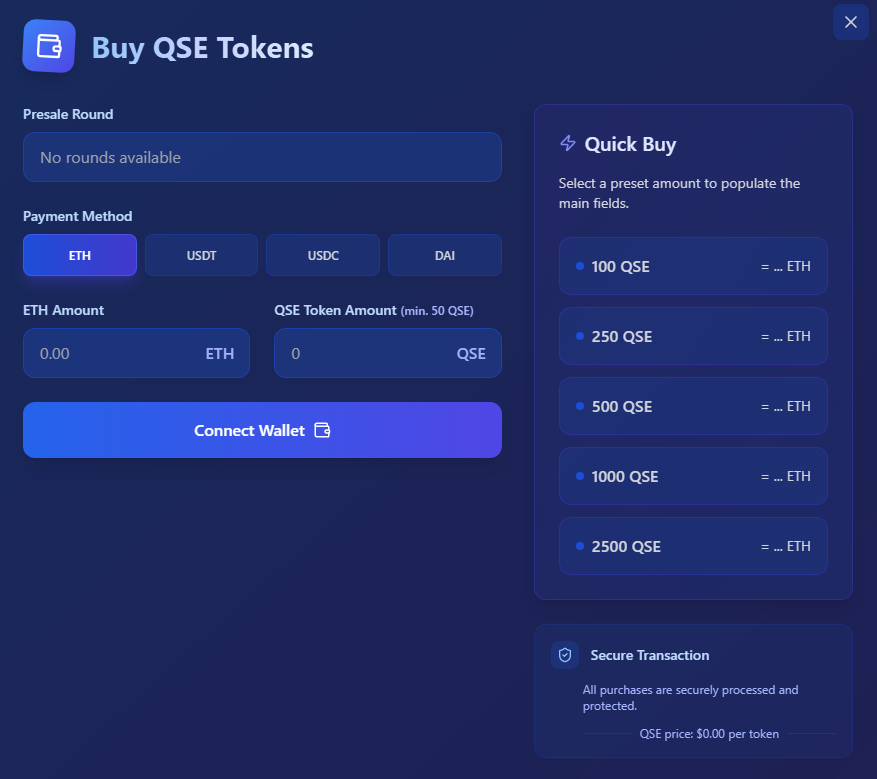 Buy QSE Tokens
Presale Round
No rounds available
Payment Method
ETH
USDT
USDC
DAI
ETH Amount
QSE Token Amount (min. 50 QSE)
0.00
ETH
0
QSE
Connect Wallet
Quick Buy
Select a preset amount to populate the
main fields.
100 QSE
= ... ETH
250 QSE
= ... ETH
500 QSE
= ... ETH
1000 QSE
= ... ETH
2500 QSE
= ... ETH
Secure Transaction
All purchases are securely processed and
protected.
QSE price: $0.00 per token